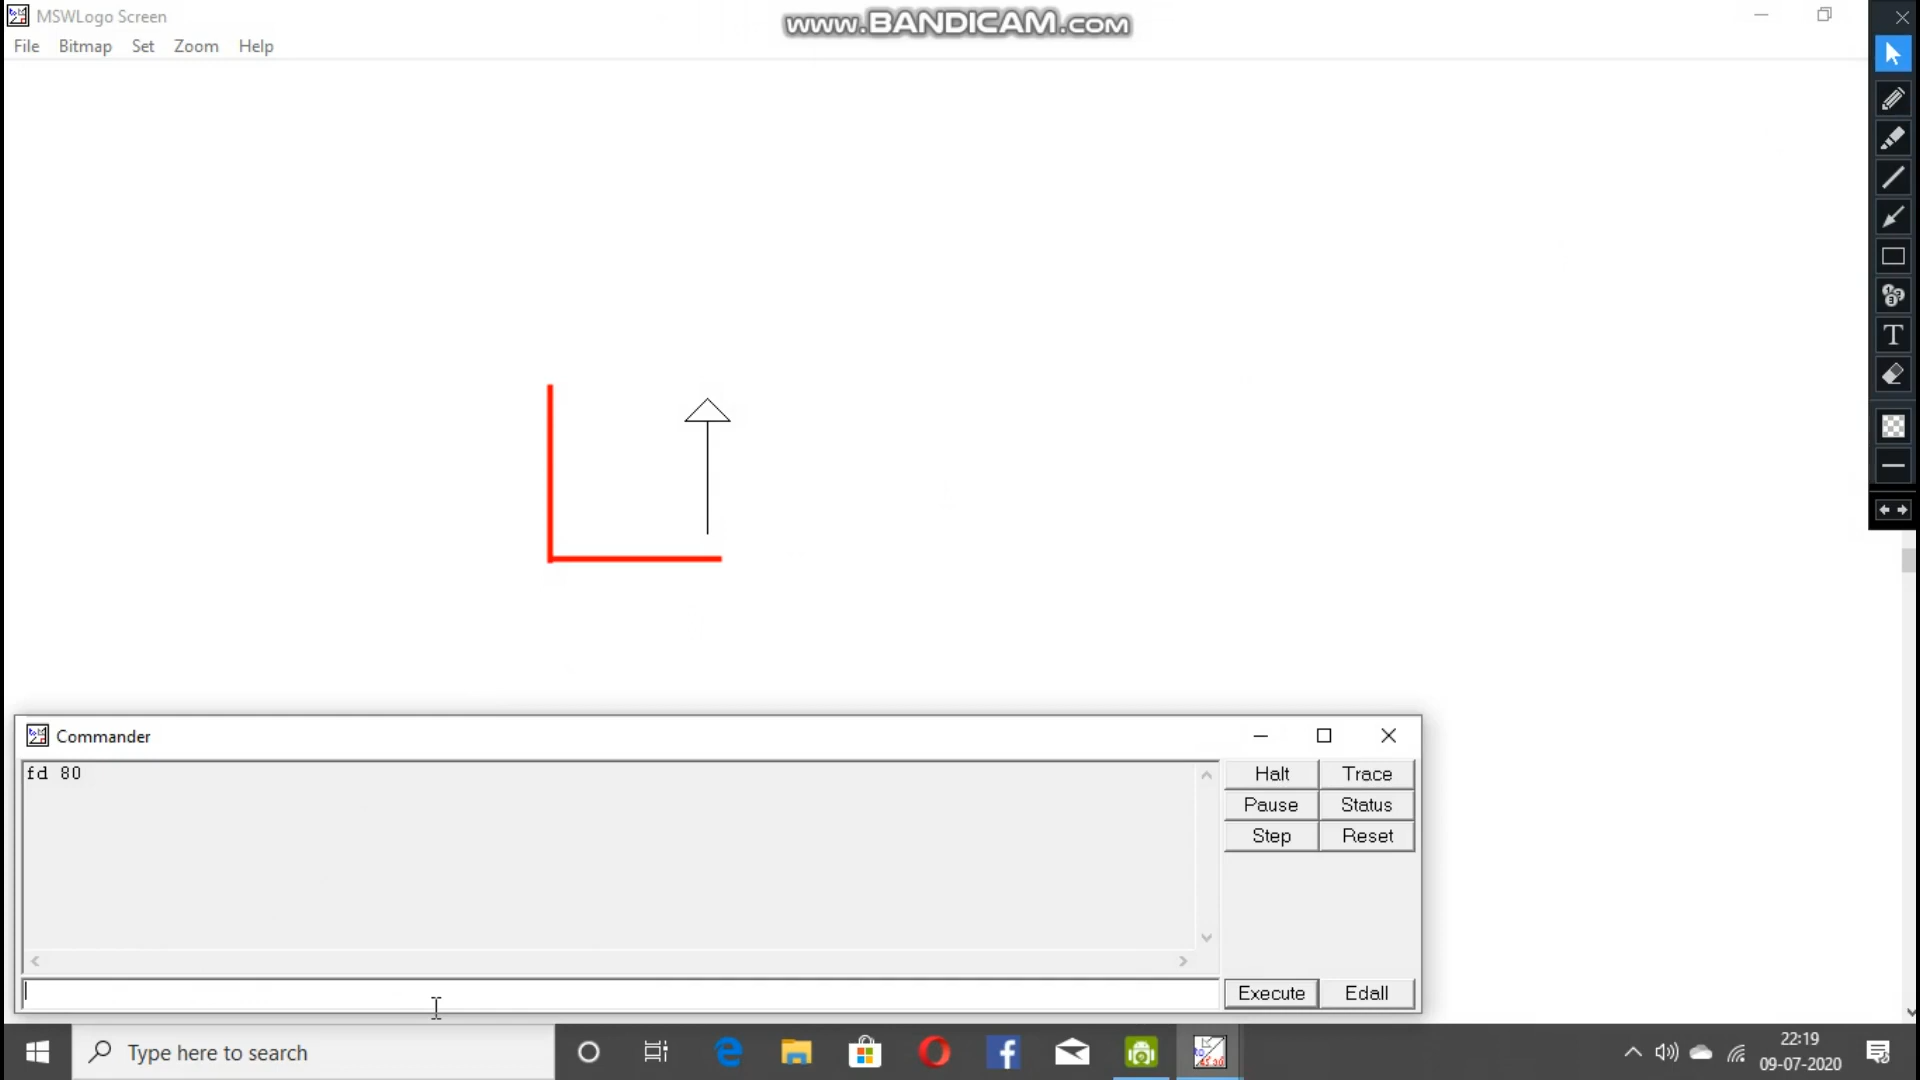 MSWLogo Screen
www.BANDICAM.com
File Bitmap Set Zoom Help
T
Commander
fd 80
Halt Trace
Pause Status
Step Reset
Execute Edall
Type here to search
22:19
09-07-2020